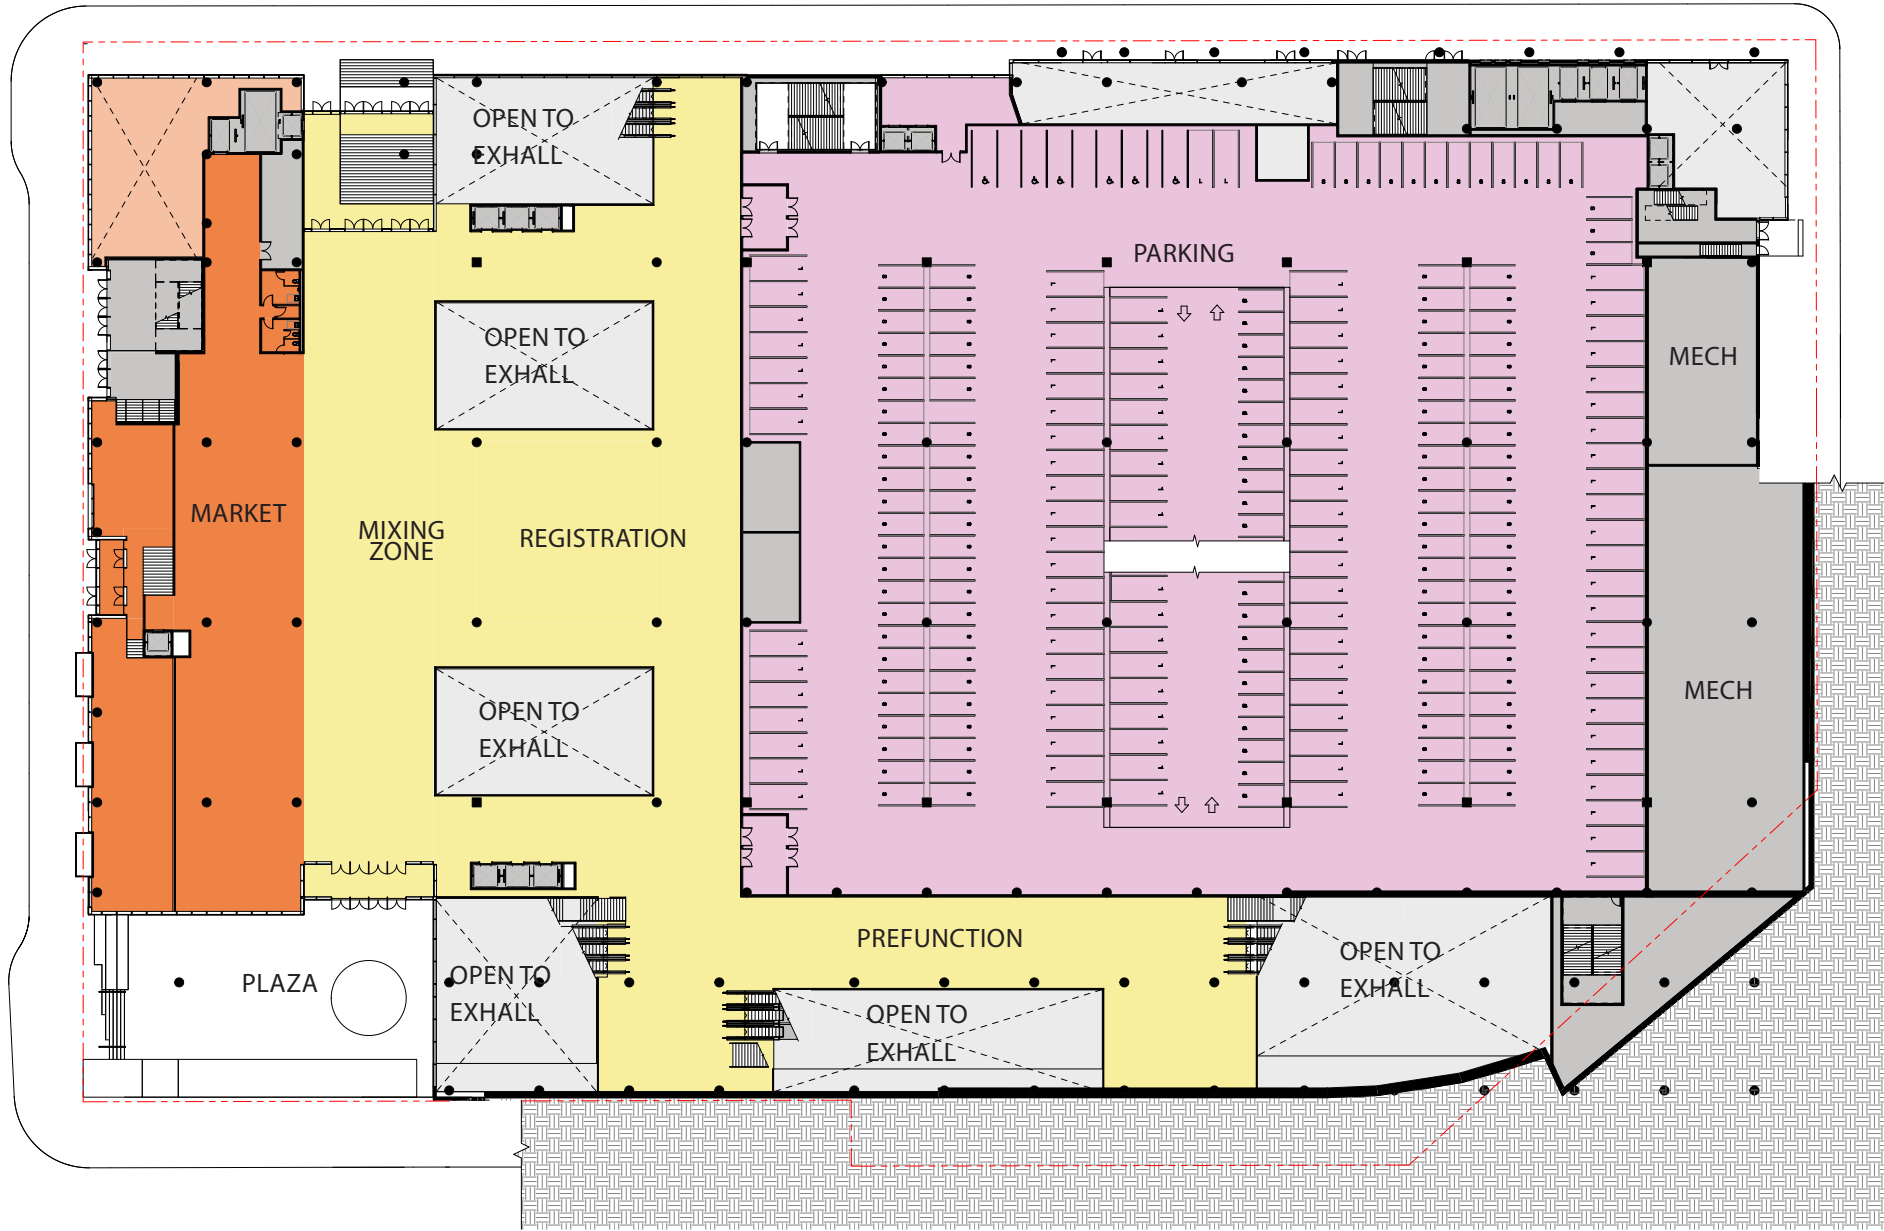 OPEN TO
EXHALL
PARKING
OPEN TO
EXHALL
MECH
MARKET
MIXING
ZONE
REGISTRATION
OPEN TO
EXHALL
MECH
PREFUNCTION
PLAZA
OPEN TO
EXHALL
OPEN TO
EXHALL
OPEN TO
EXHALL